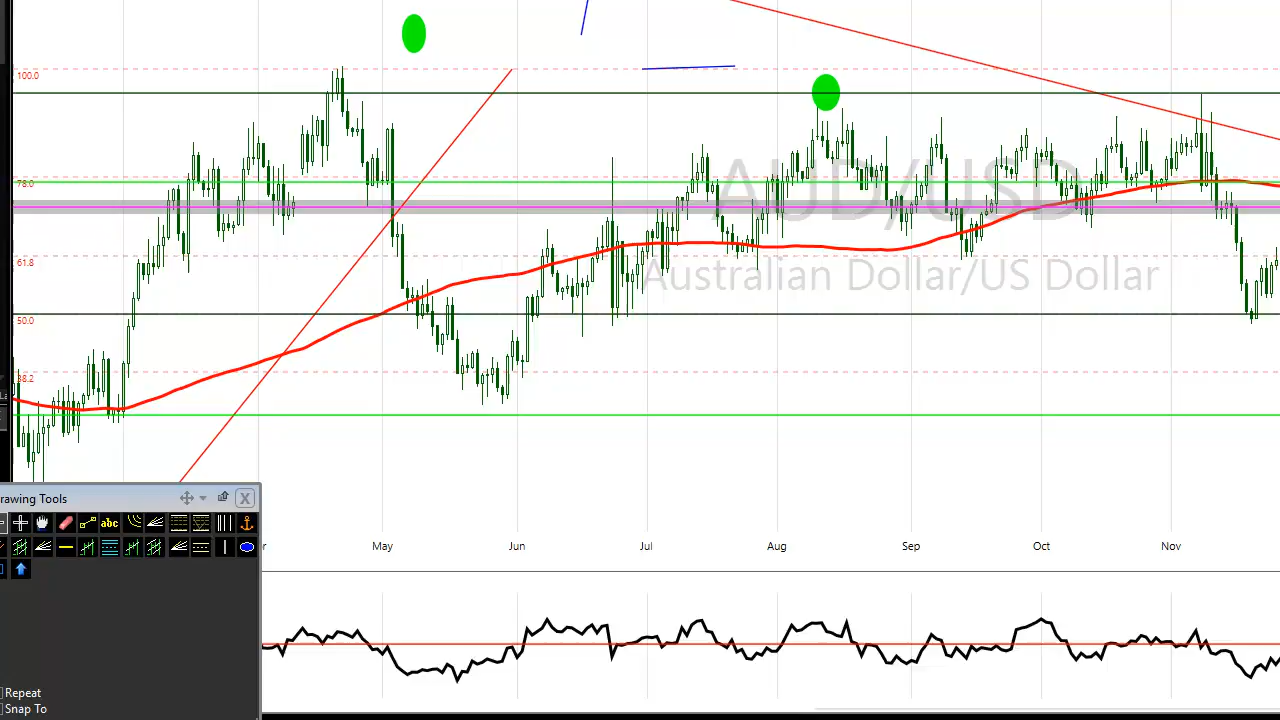 100.0
78.0
AUD/USD
61.8
Australian Dollar/US Dollar
50.0
38.2
rawing Tools
X
abc
May
Jun
Jul
Aug
Sep
Oct
Nov
Repeat
Snap To